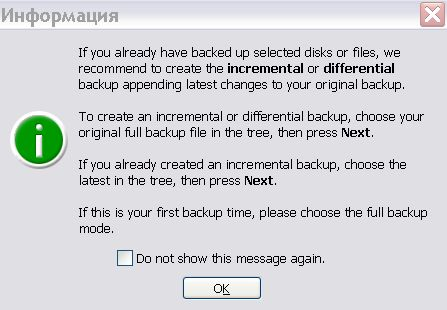 Информация
If you already have backed up selected disks or files, we
recommend to create the incremental or differential
backup appending latest changes to your original backup.
To create an incremental or differential backup, choose your
original full backup file in the tree, then press Next.
If you already created an incremental backup, choose the
latest in the tree, then press Next.
If this is your first backup time, please choose the full backup
mode.
Do not show this message again.
OK